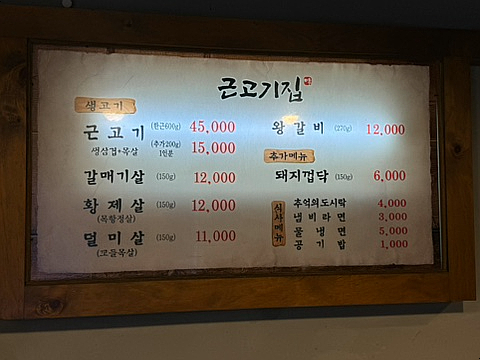 근고기집
생고기
근고기 (한근600g) 45,000
생삼겹+목살 (추가200g) 1인분 15,000
갈매기살 (150g) 12,000
황제살 (150g) 12,000
(목항정살)
덜미살 (150g) 11,000
(꼬들목살)
왕갈비 (270g) 12,000
추가메뉴
돼지껍닥 (150g) 6,000
식사메뉴
추억의도시락 4,000
냄비라면 3,000
물냉면 5,000
공기밥 1,000